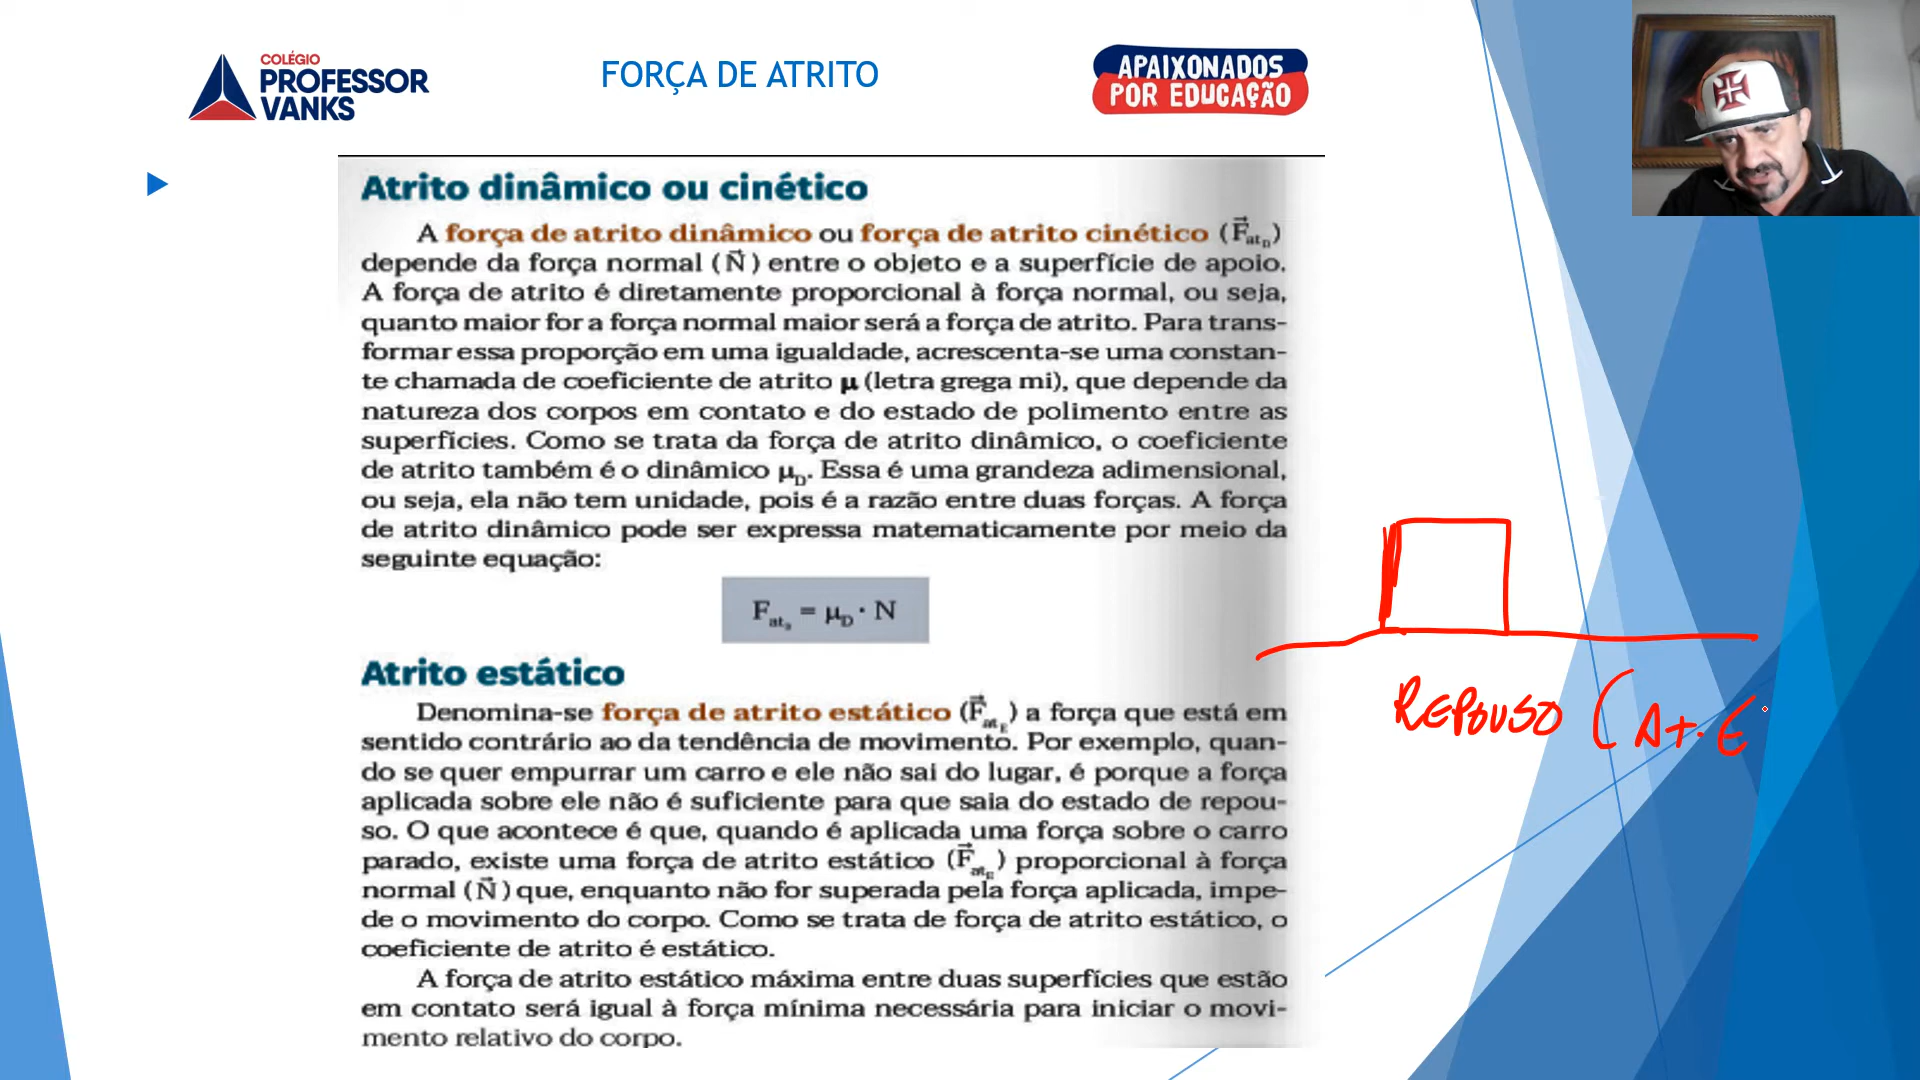 COLÉGIO
PROFESSOR
VANKS
FORÇA DE ATRITO
APAIXONADOS
POR EDUCAÇÃO
Atrito dinâmico ou cinético
A força de atrito dinâmico ou força de atrito cinético (F⃗at_D)
depende da força normal (N⃗) entre o objeto e a superfície de apoio.
A força de atrito é diretamente proporcional à força normal, ou seja,
quanto maior for a força normal maior será a força de atrito. Para trans-
formar essa proporção em uma igualdade, acrescenta-se uma constan-
te chamada de coeficiente de atrito μ (letra grega mi), que depende da
natureza dos corpos em contato e do estado de polimento entre as
superfícies. Como se trata da força de atrito dinâmico, o coeficiente
de atrito também é o dinâmico μ_D. Essa é uma grandeza adimensional,
ou seja, ela não tem unidade, pois é a razão entre duas forças. A força
de atrito dinâmico pode ser expressa matematicamente por meio da
seguinte equação:
F_at_D = μ_D · N
Atrito estático
Denomina-se força de atrito estático (F⃗at_E) a força que está em
sentido contrário ao da tendência de movimento. Por exemplo, quan-
do se quer empurrar um carro e ele não sai do lugar, é porque a força
aplicada sobre ele não é suficiente para que saia do estado de repou-
so. O que acontece é que, quando é aplicada uma força sobre o carro
parado, existe uma força de atrito estático (F⃗at_E) proporcional à força
normal (N⃗) que, enquanto não for superada pela força aplicada, impe-
de o movimento do corpo. Como se trata de força de atrito estático, o
coeficiente de atrito é estático.
A força de atrito estático máxima entre duas superfícies que estão
em contato será igual à força mínima necessária para iniciar o movi-
mento relativo do corpo.
REPOUSO (At. E